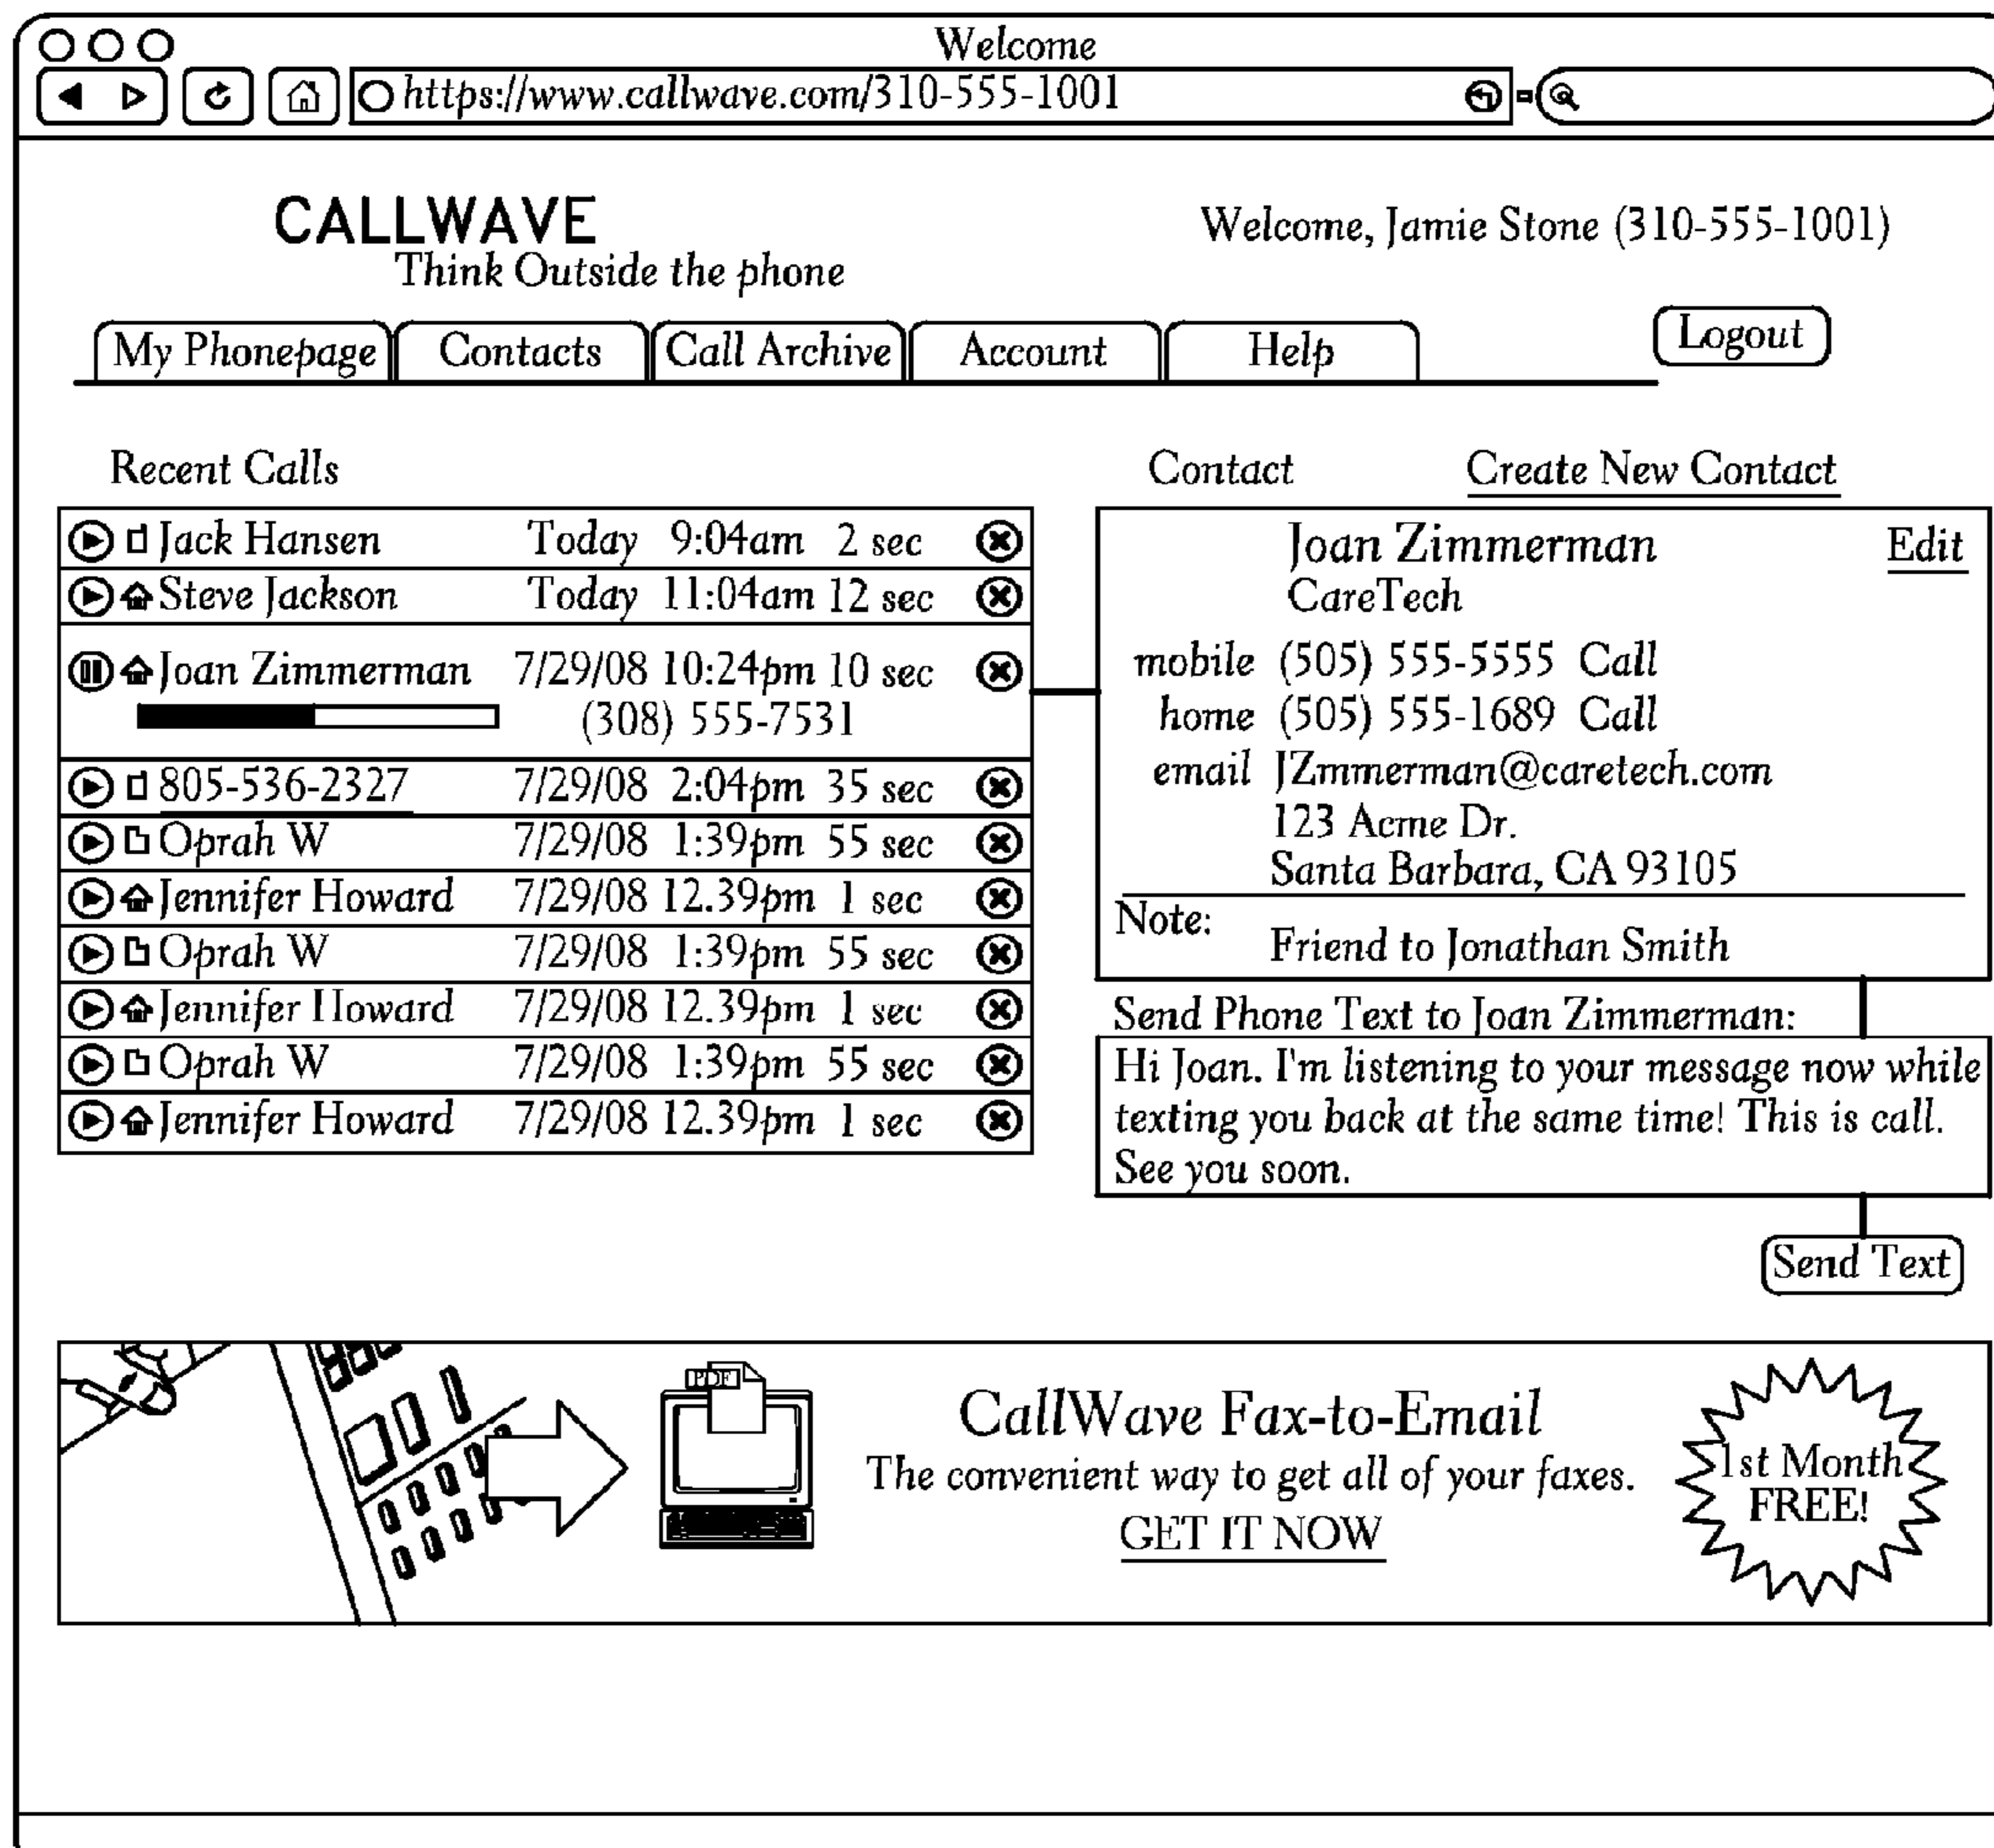 Welcome
https://www.callwave.com/310-555-1001
CALLWAVE
Think Outside the phone
Welcome, Jamie Stone (310-555-1001)
My Phonepage Contacts Call Archive Account Help Logout
Recent Calls
Jack Hansen Today 9:04am 2 sec
Steve Jackson Today 11:04am 12 sec
Joan Zimmerman 7/29/08 10:24pm 10 sec
(308) 555-7531
805-536-2327 7/29/08 2:04pm 35 sec
Oprah W 7/29/08 1:39pm 55 sec
Jennifer Howard 7/29/08 12.39pm 1 sec
Oprah W 7/29/08 1:39pm 55 sec
Jennifer Howard 7/29/08 12.39pm 1 sec
Oprah W 7/29/08 1:39pm 55 sec
Jennifer Howard 7/29/08 12.39pm 1 sec
Contact Create New Contact
Joan Zimmerman Edit
CareTech
mobile (505) 555-5555 Call
home (505) 555-1689 Call
email JZmmerman@caretech.com
123 Acme Dr.
Santa Barbara, CA 93105
Note:
Friend to Jonathan Smith
Send Phone Text to Joan Zimmerman:
Hi Joan. I'm listening to your message now while
texting you back at the same time! This is call.
See you soon.
Send Text
PDF
CallWave Fax-to-Email
The convenient way to get all of your faxes.
GET IT NOW
1st Month
FREE!